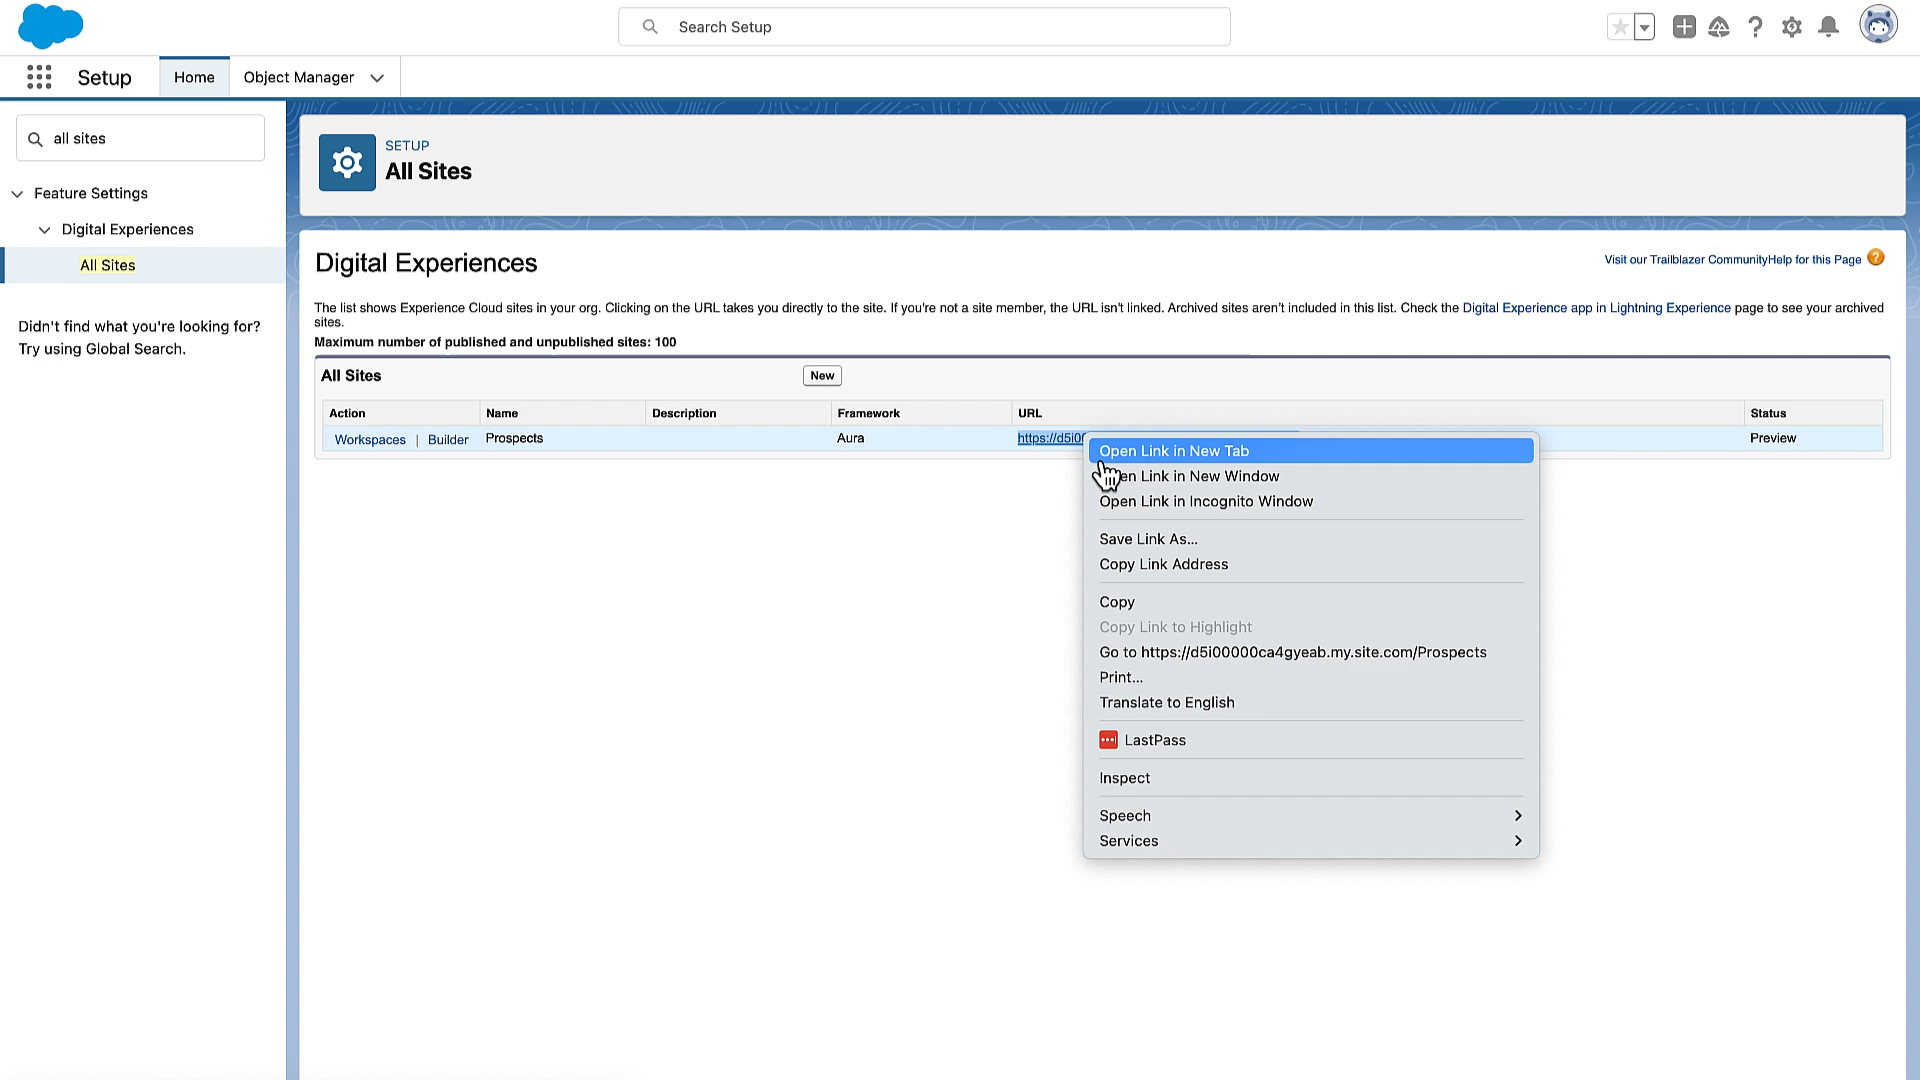 Search Setup
Setup
Home
Object Manager
all sites
Feature Settings
Digital Experiences
All Sites
Didn't find what you're looking for?
Try using Global Search.
SETUP
All Sites
Digital Experiences
Visit our Trailblazer Community Help for this Page ?
The list shows Experience Cloud sites in your org. Clicking on the URL takes you directly to the site. If you're not a site member, the URL isn't linked. Archived sites aren't included in this list. Check the Digital Experience app in Lightning Experience page to see your archived
sites.
Maximum number of published and unpublished sites: 100
All Sites New
Action Name Description Framework URL Status
Workspaces | Builder Prospects Aura https://d5i00 Preview
Open Link in New Tab
en Link in New Window
Open Link in Incognito Window
Save Link As...
Copy Link Address
Copy
Copy Link to Highlight
Go to https://d5i00000ca4gyeab.my.site.com/Prospects
Print...
Translate to English
LastPass
Inspect
Speech
Services